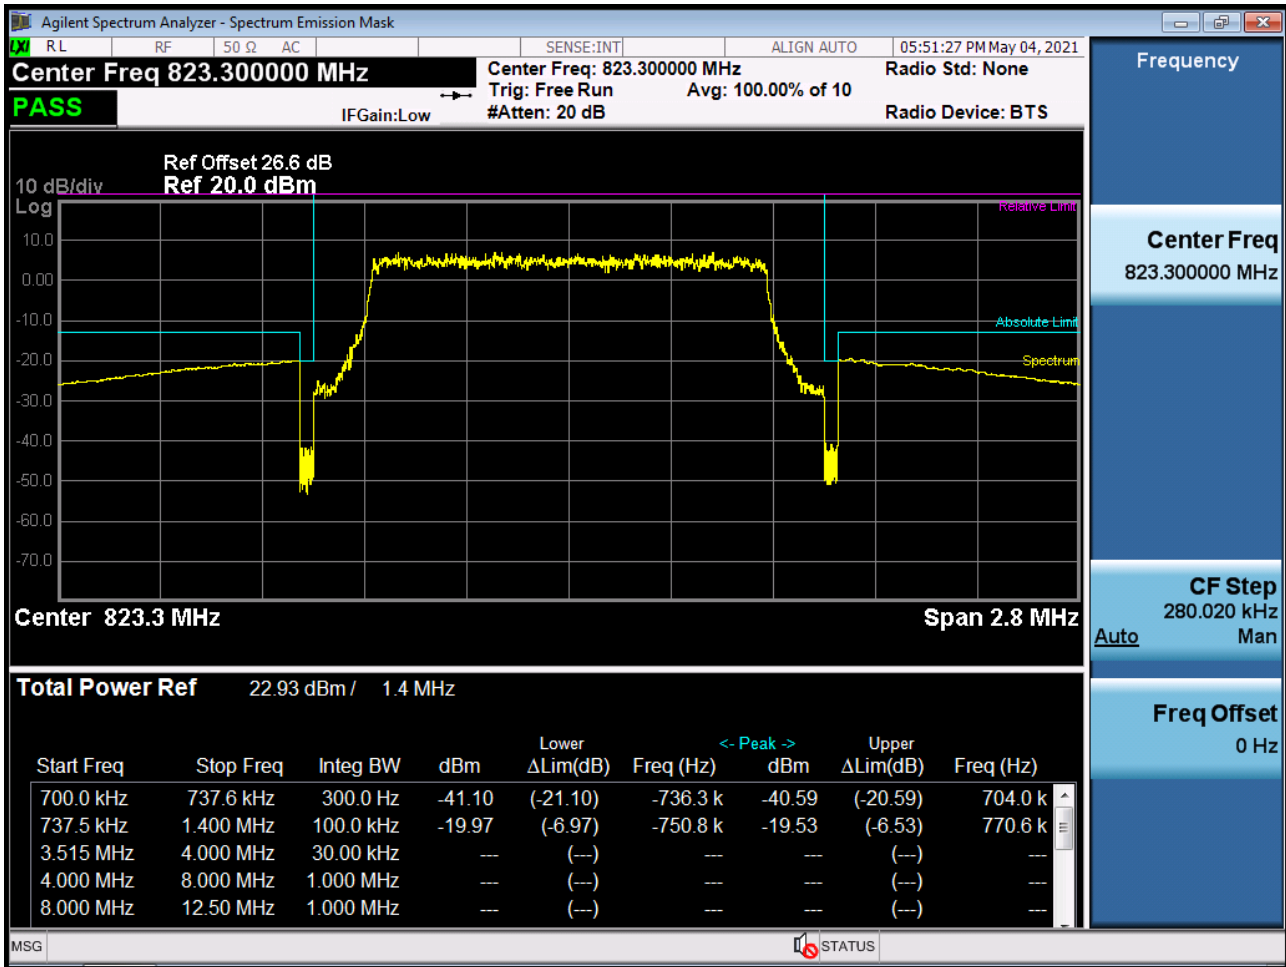 Agilent Spectrum Analyzer - Spectrum Emission Mask
LXI RL RF 50 Ω AC SENSE:INT ALIGN AUTO 05:51:27 PM May 04, 2021
Center Freq 823.300000 MHz
Center Freq: 823.300000 MHz Radio Std: None
Trig: Free Run Avg: 100.00% of 10
PASS
IFGain:Low #Atten: 20 dB Radio Device: BTS
Ref Offset 26.6 dB
10 dB/div Ref 20.0 dBm
Log
Relative Limit
10.0
0.00
-10.0
Absolute Limit
-20.0
Spectrum
-30.0
-40.0
-50.0
-60.0
-70.0
Center 823.3 MHz Span 2.8 MHz
Total Power Ref 22.93 dBm / 1.4 MHz
Lower <- Peak -> Upper
Start Freq Stop Freq Integ BW dBm ΔLim(dB) Freq (Hz) dBm ΔLim(dB) Freq (Hz)
700.0 kHz 737.6 kHz 300.0 Hz -41.10 (-21.10) -736.3 k -40.59 (-20.59) 704.0 k
737.5 kHz 1.400 MHz 100.0 kHz -19.97 (-6.97) -750.8 k -19.53 (-6.53) 770.6 k
3.515 MHz 4.000 MHz 30.00 kHz --- (---) --- --- (---) ---
4.000 MHz 8.000 MHz 1.000 MHz --- (---) --- --- (---) ---
8.000 MHz 12.50 MHz 1.000 MHz --- (---) --- --- (---) ---
MSG STATUS
Frequency
Center Freq
823.300000 MHz
CF Step
280.020 kHz
Auto Man
Freq Offset
0 Hz